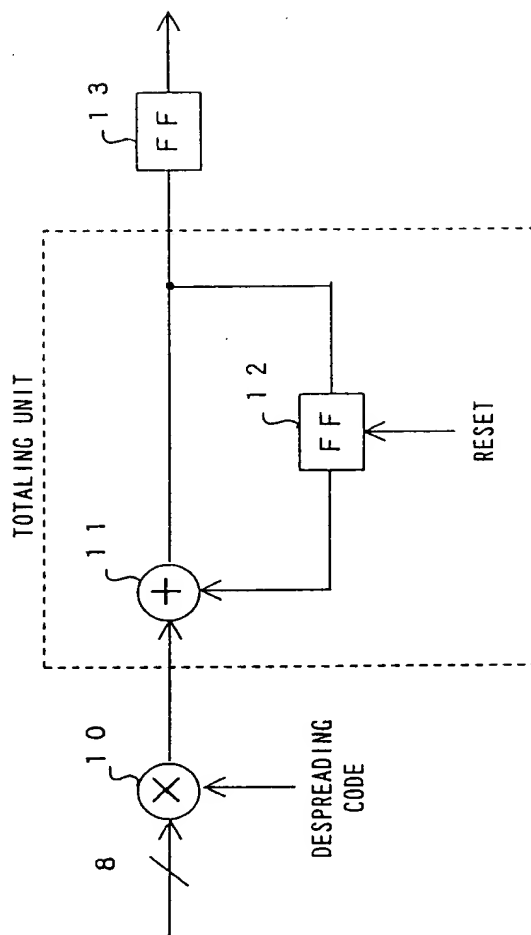 TOTALING UNIT
8
10
DESPREADING
CODE
11
12
FF
RESET
13
FF